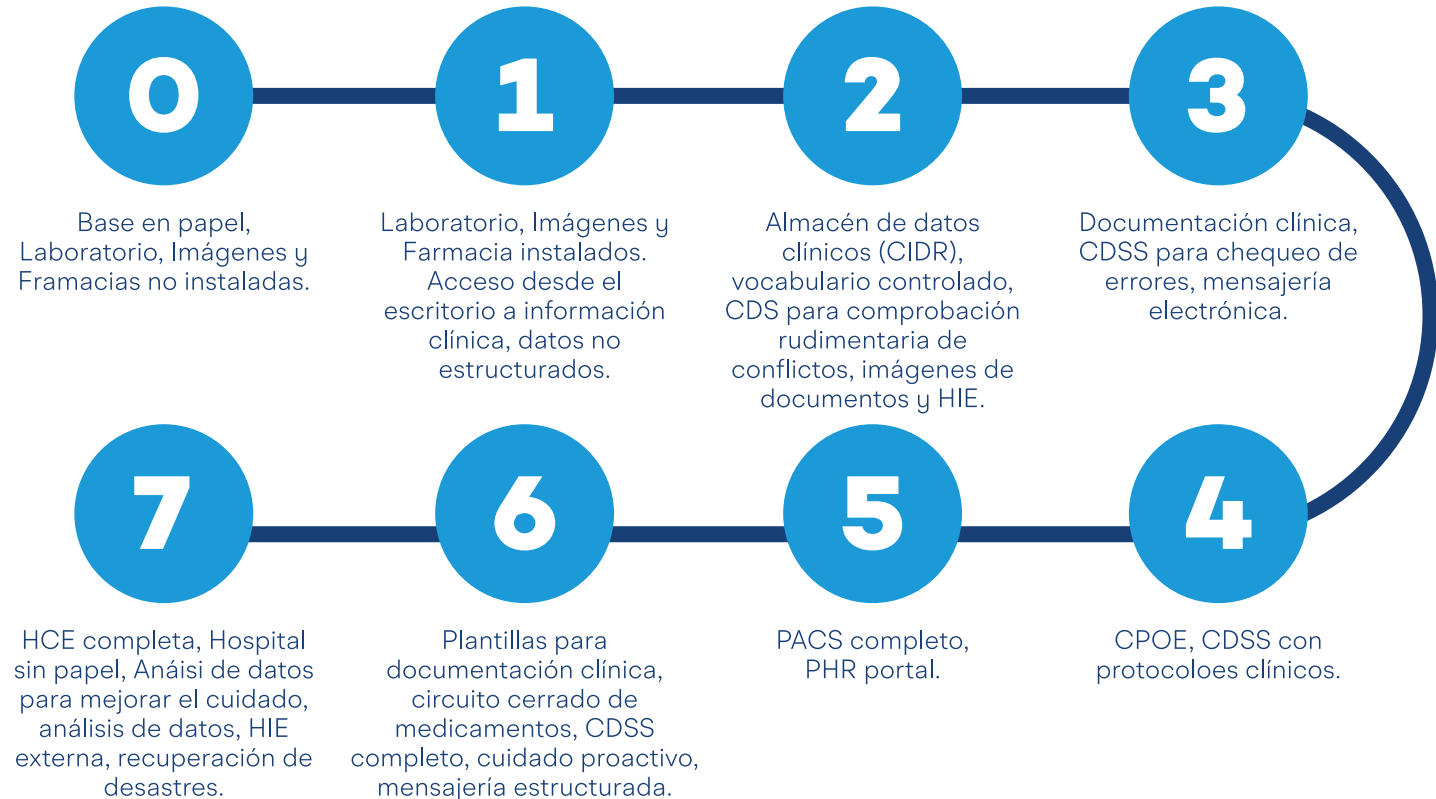 0
Base en papel,
Laboratorio, Imágenes y
Framacias no instaladas.
1
Laboratorio, Imágenes y
Farmacia instalados.
Acceso desde el
escritorio a información
clínica, datos no
estructurados.
2
Almacén de datos
clínicos (CIDR),
vocabulario controlado,
CDS para comprobación
rudimentaria de
conflictos, imágenes de
documentos y HIE.
3
Documentación clínica,
CDSS para chequeo de
errores, mensajería
electrónica.
4
CPOE, CDSS con
protocoloes clínicos.
5
PACS completo,
PHR portal.
6
Plantillas para
documentación clínica,
circuito cerrado de
medicamentos, CDSS
completo, cuidado proactivo,
mensajería estructurada.
7
HCE completa, Hospital
sin papel, Anáisi de datos
para mejorar el cuidado,
análisis de datos, HIE
externa, recuperación de
desastres.